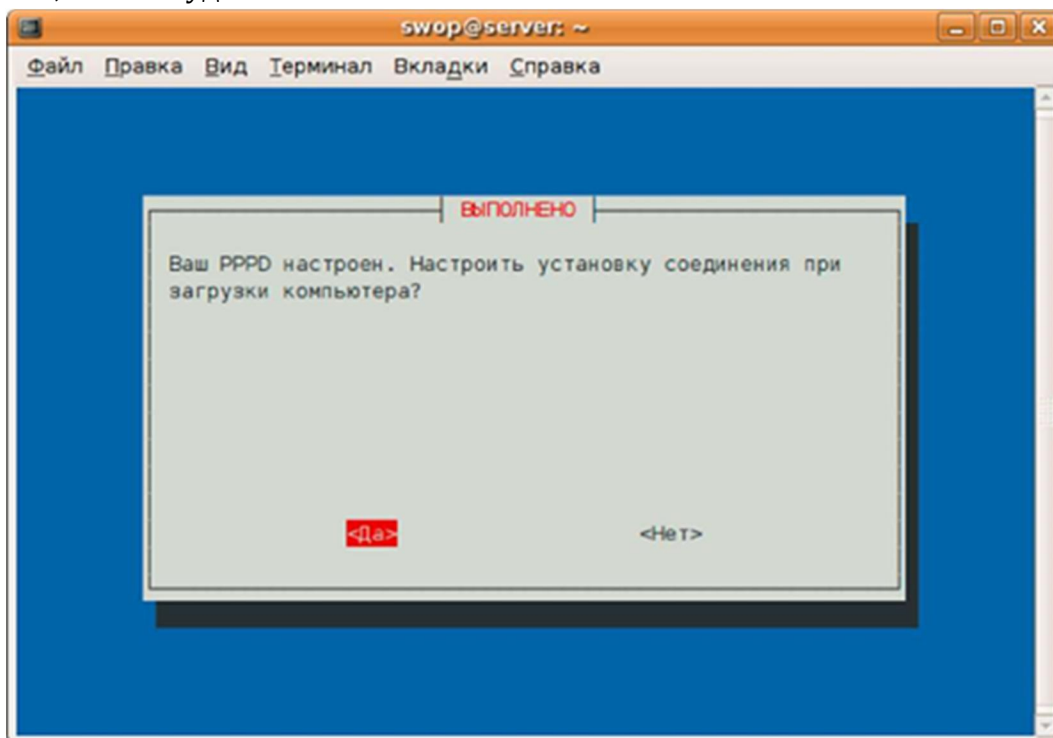 swop@server: ~
Файл Правка Вид Терминал Вкладки Справка
ВЫПОЛНЕНО
Ваш PPPD настроен. Настроить установку соединения при
загрузки компьютера?
<Да> <Нет>